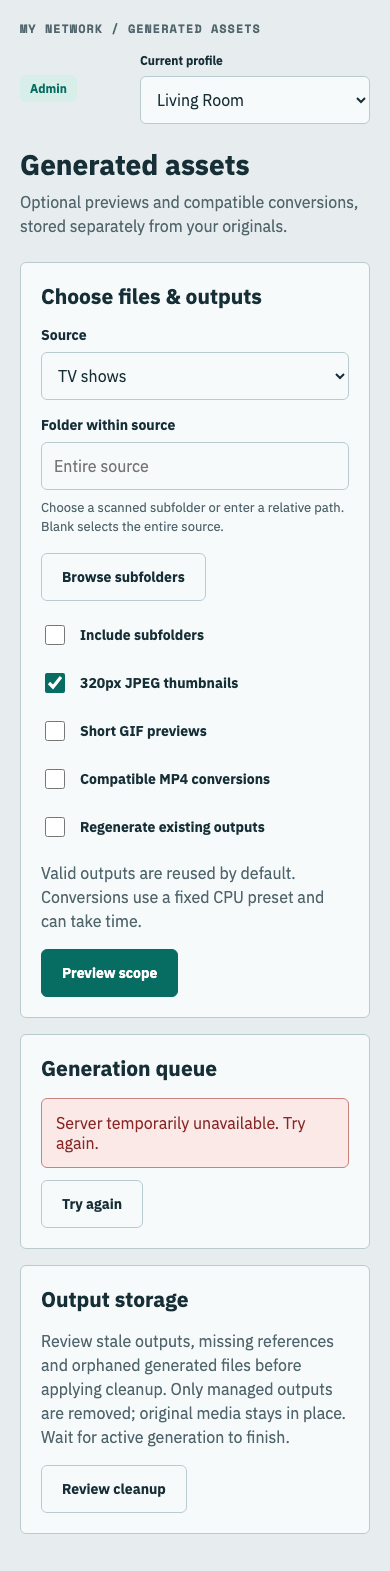 MY NETWORK / GENERATED ASSETS
Current profile
Admin
Living Room
Generated assets
Optional previews and compatible conversions,
stored separately from your originals.
Choose files & outputs
Source
TV shows
Folder within source
Entire source
Choose a scanned subfolder or enter a relative path.
Blank selects the entire source.
Browse subfolders
Include subfolders
320px JPEG thumbnails
Short GIF previews
Compatible MP4 conversions
Regenerate existing outputs
Valid outputs are reused by default.
Conversions use a fixed CPU preset and
can take time.
Preview scope
Generation queue
Server temporarily unavailable. Try
again.
Try again
Output storage
Review stale outputs, missing references
and orphaned generated files before
applying cleanup. Only managed outputs
are removed; original media stays in place.
Wait for active generation to finish.
Review cleanup